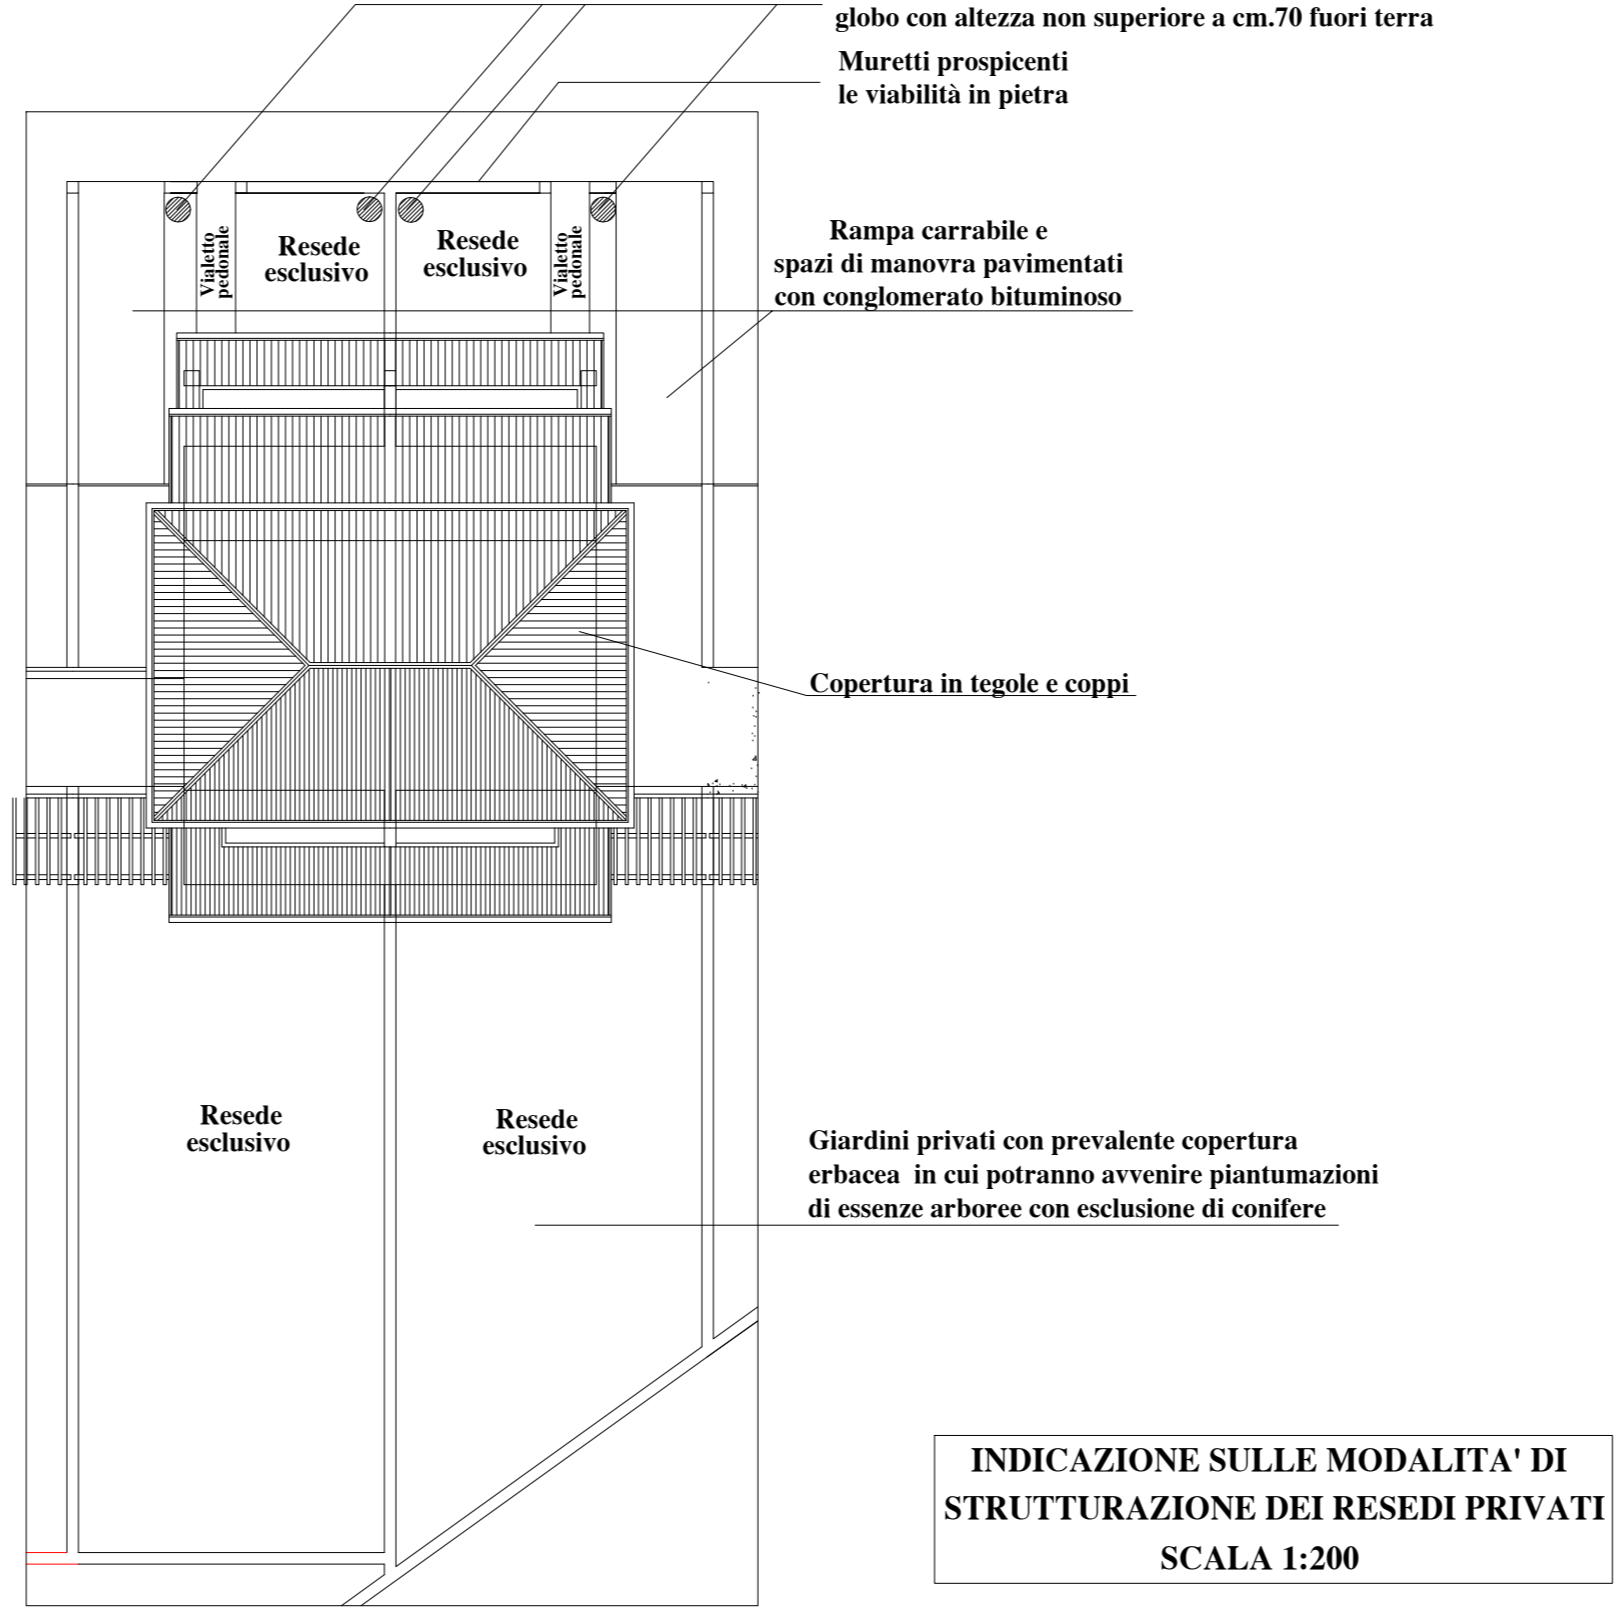 globo con altezza non superiore a cm.70 fuori terra
Muretti prospicenti
le viabilità in pietra
Vialetto
pedonale
Resede
esclusivo
Resede
esclusivo
Vialetto
pedonale
Rampa carrabile e
spazi di manovra pavimentati
con conglomerato bituminoso
Copertura in tegole e coppi
Resede
esclusivo
Resede
esclusivo
Giardini privati con prevalente copertura
erbacea  in cui potranno avvenire piantumazioni
di essenze arboree con esclusione di conifere
INDICAZIONE SULLE MODALITA' DI
STRUTTURAZIONE DEI RESEDI PRIVATI
SCALA 1:200